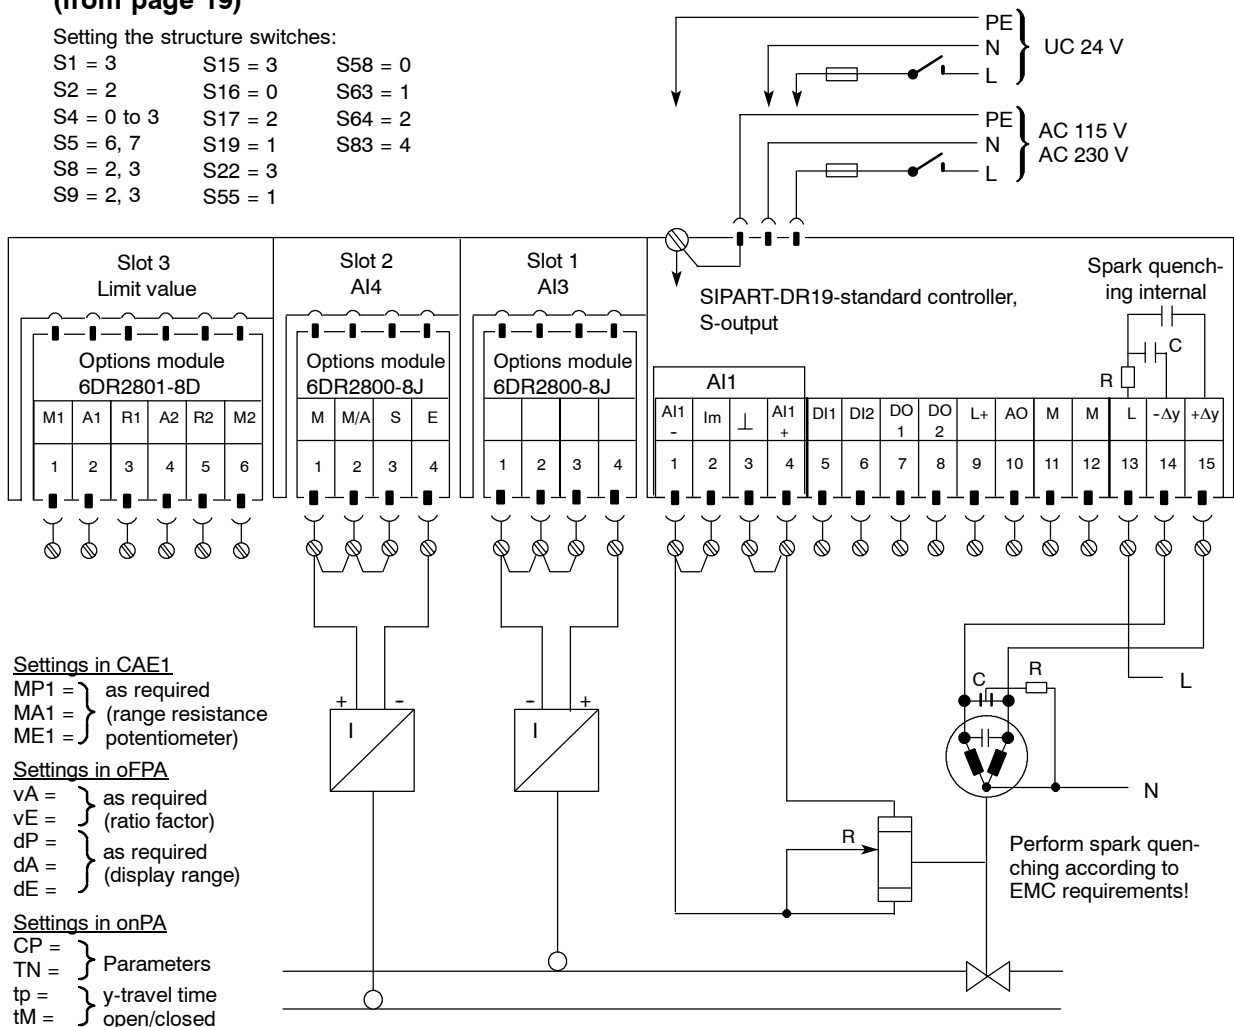 (from page 19)
Setting the structure switches:
S1 = 3 S15 = 3 S58 = 0
S2 = 2 S16 = 0 S63 = 1
S4 = 0 to 3 S17 = 2 S64 = 2
S5 = 6, 7 S19 = 1 S83 = 4
S8 = 2, 3 S22 = 3
S9 = 2, 3 S55 = 1
PE
N
L
UC 24 V
PE
N
L
AC 115 V
AC 230 V
Slot 3
Limit value
Options module
6DR2801-8D
M1 A1 R1 A2 R2 M2
1 2 3 4 5 6
Slot 2
AI4
Options module
6DR2800-8J
M M/A S E
1 2 3 4
Slot 1
AI3
Options module
6DR2800-8J
1 2 3 4
SIPART-DR19-standard controller,
S-output
Spark quench-
ing internal
C
R
AI1
AI1 - Im ⊥ AI1 + DI1 DI2 DO 1 DO 2 L+ AO M M L -Δy +Δy
1 2 3 4 5 6 7 8 9 10 11 12 13 14 15
Settings in CAE1
MP1 =
MA1 =
ME1 =
as required
(range resistance
potentiometer)
Settings in oFPA
vA =
vE =
as required
(ratio factor)
dP =
dA =
dE =
as required
(display range)
Settings in onPA
CP =
TN =
Parameters
tp =
tM =
y-travel time
open/closed
+ -
I
- +
I
C R
L
N
R
Perform spark quen-
ching according to
EMC requirements!